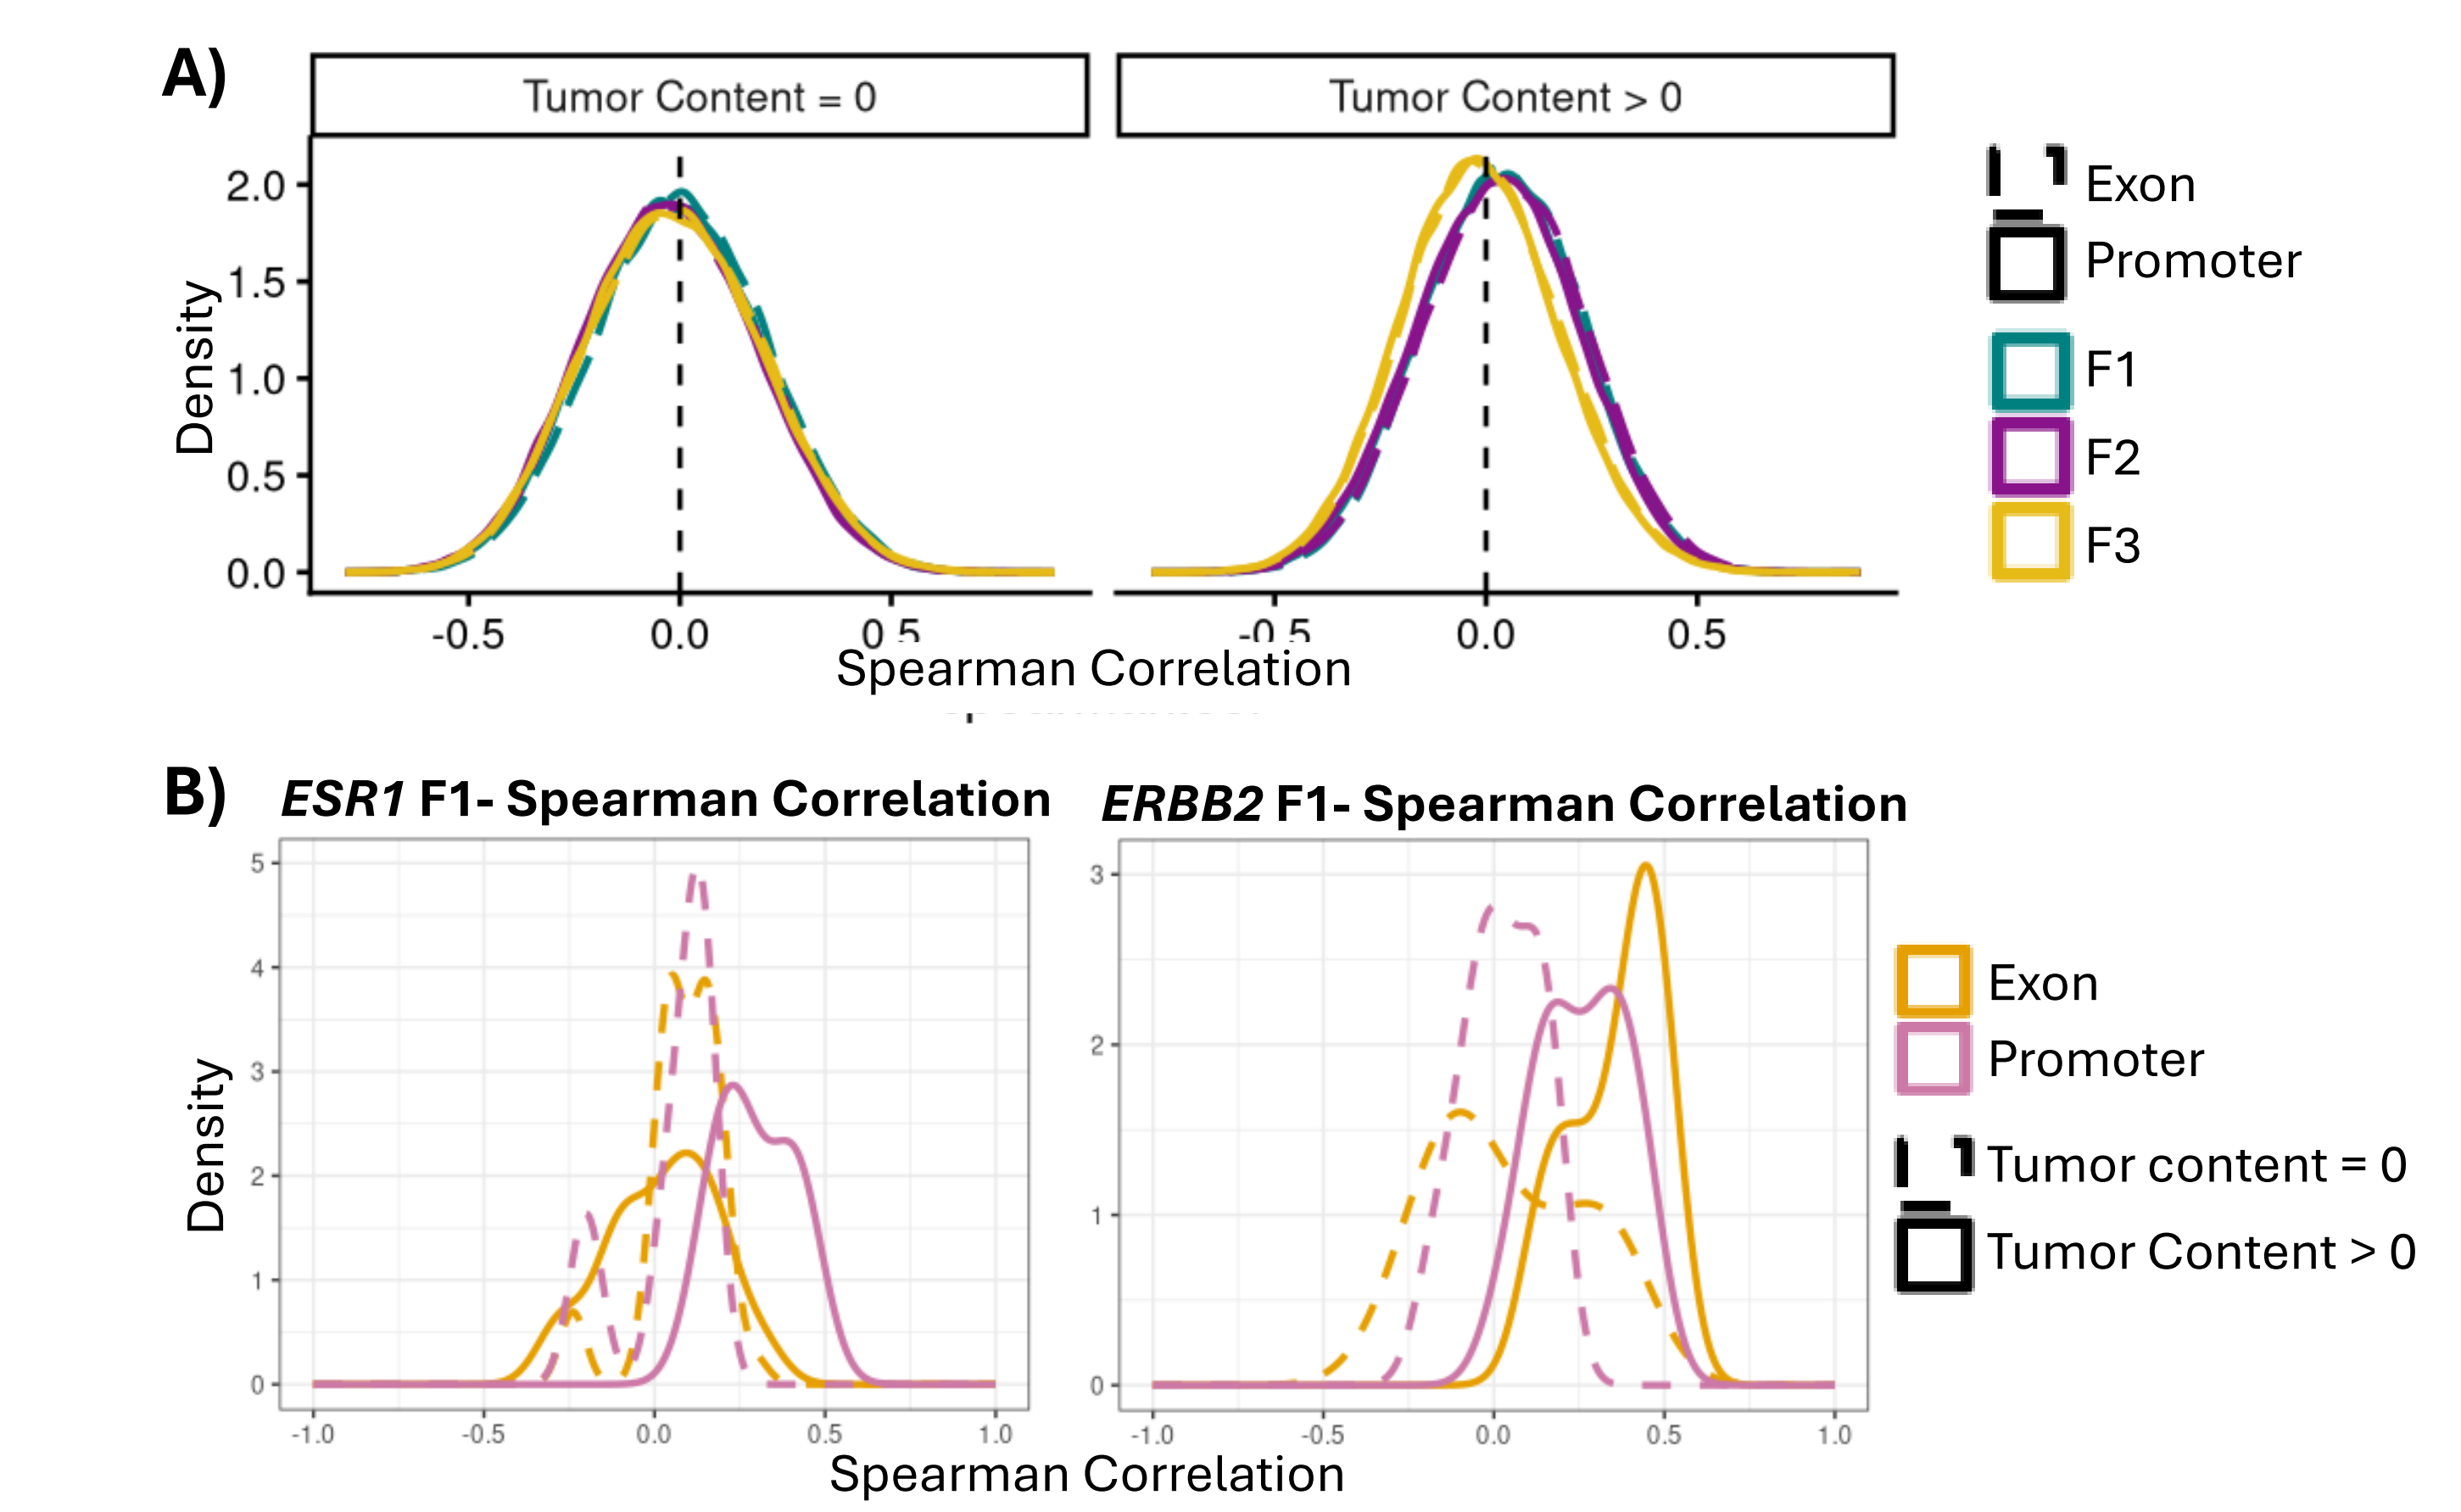 A)
Tumor Content = 0
Tumor Content > 0
Density
2.0
1.5
1.0
0.5
0.0
-0.5
0.0
0.5
-0.5
0.0
0.5
Spearman Correlation
Exon
Promoter
F1
F2
F3
B)
ESR1 F1- Spearman Correlation
ERBB2 F1- Spearman Correlation
Density
5
4
3
2
1
0
-1.0
-0.5
0.0
0.5
1.0
3
2
1
0
-1.0
-0.5
0.0
0.5
1.0
Spearman Correlation
Exon
Promoter
Tumor content = 0
Tumor Content > 0